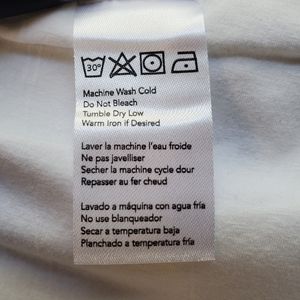 30°
Machine Wash Cold
Do Not Bleach
Tumble Dry Low
Warm Iron if Desired
Laver la machine l'eau froide
Ne pas javelliser
Secher la machine cycle dour
Repasser au fer cheud
Lavado a máquina con agua fría
No use blanqueador
Secar a temperatura baja
Planchado a temperatura fría